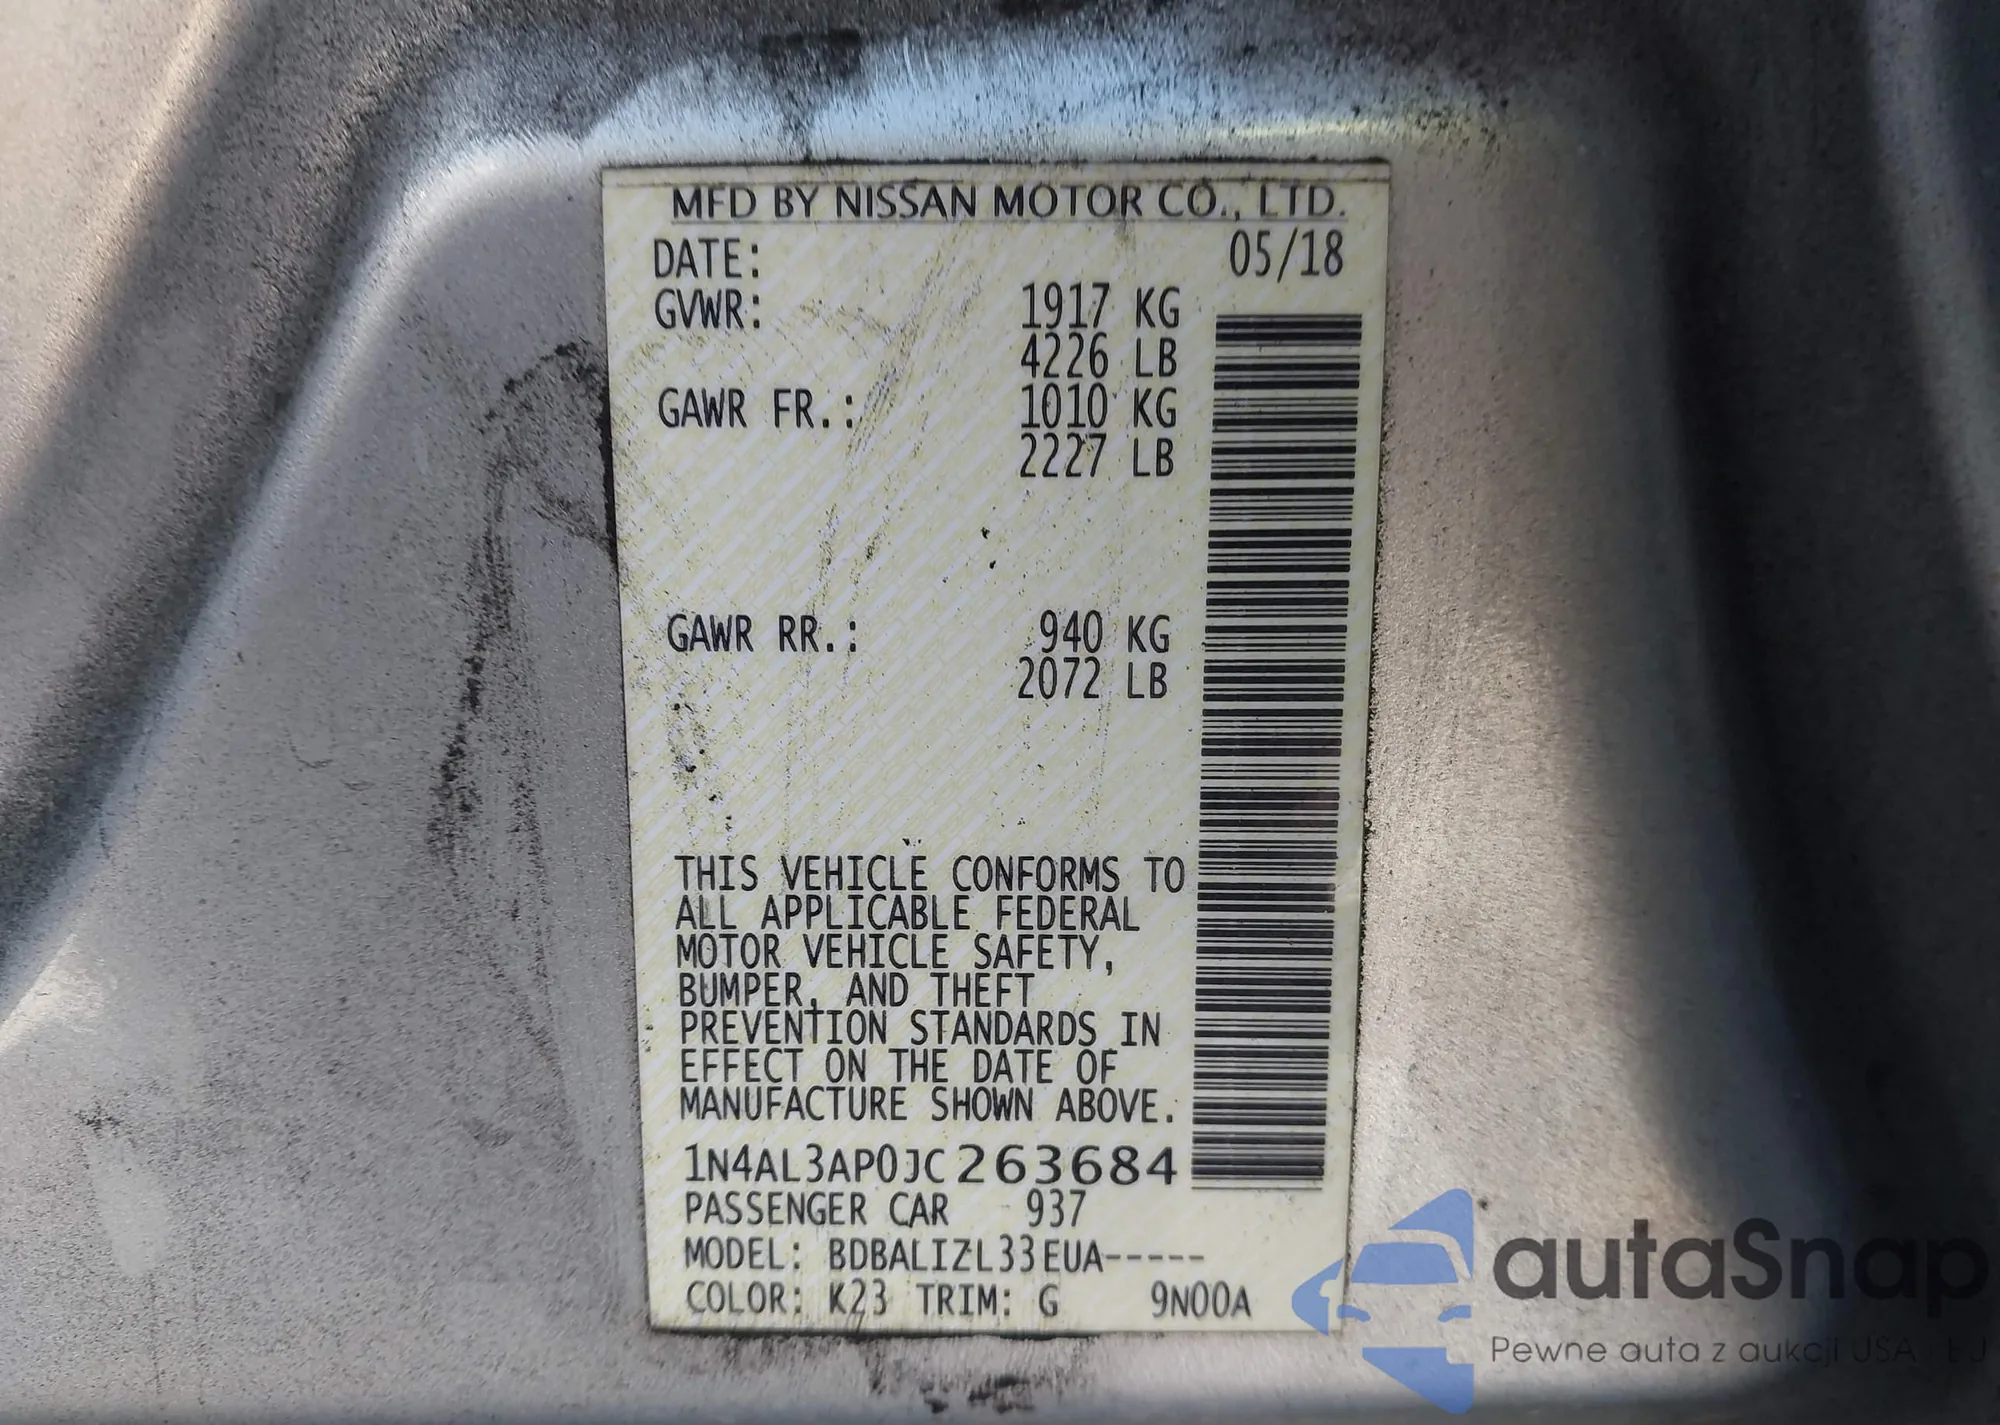 MFD BY NISSAN MOTOR CO., LTD.
DATE: 05/18
GVWR: 1917 KG
4226 LB
GAWR FR.: 1010 KG
2227 LB
GAWR RR.: 940 KG
2072 LB
THIS VEHICLE CONFORMS TO
ALL APPLICABLE FEDERAL
MOTOR VEHICLE SAFETY,
BUMPER, AND THEFT
PREVENTION STANDARDS IN
EFFECT ON THE DATE OF
MANUFACTURE SHOWN ABOVE.
1N4AL3AP0JC263684
PASSENGER CAR 937
MODEL: BDBALIZL33EUA-----
COLOR: K23 TRIM: G 9N00A
autaSnap
Pewne auta z aukcji USA